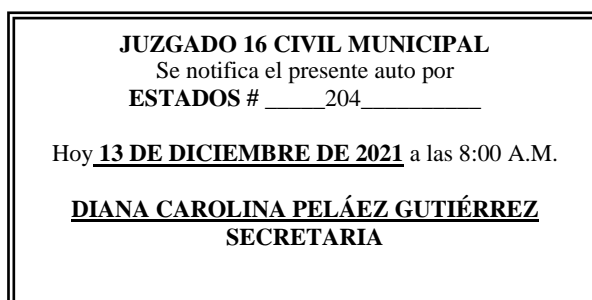 JUZGADO 16 CIVIL MUNICIPAL
Se notifica el presente auto por
ESTADOS # _____204__________
Hoy 13 DE DICIEMBRE DE 2021 a las 8:00 A.M.
DIANA CAROLINA PELÁEZ GUTIÉRREZ
SECRETARIA